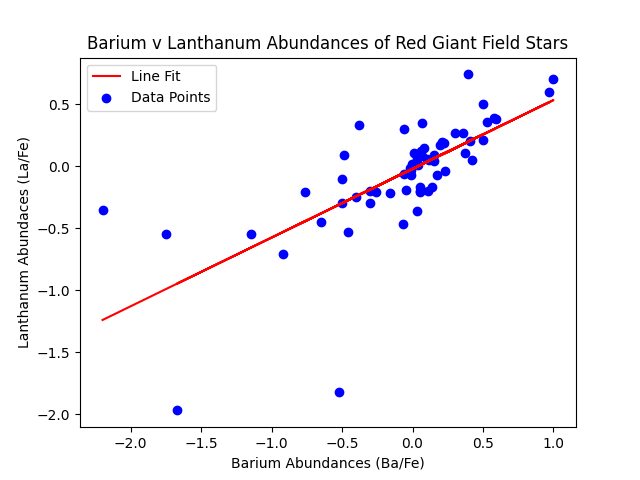 Barium v Lanthanum Abundances of Red Giant Field Stars
Line Fit
Data Points
Lanthanum Abundances (La/Fe)
0.5
0.0
−0.5
−1.0
−1.5
−2.0
−2.0 −1.5 −1.0 −0.5 0.0 0.5 1.0
Barium Abundances (Ba/Fe)